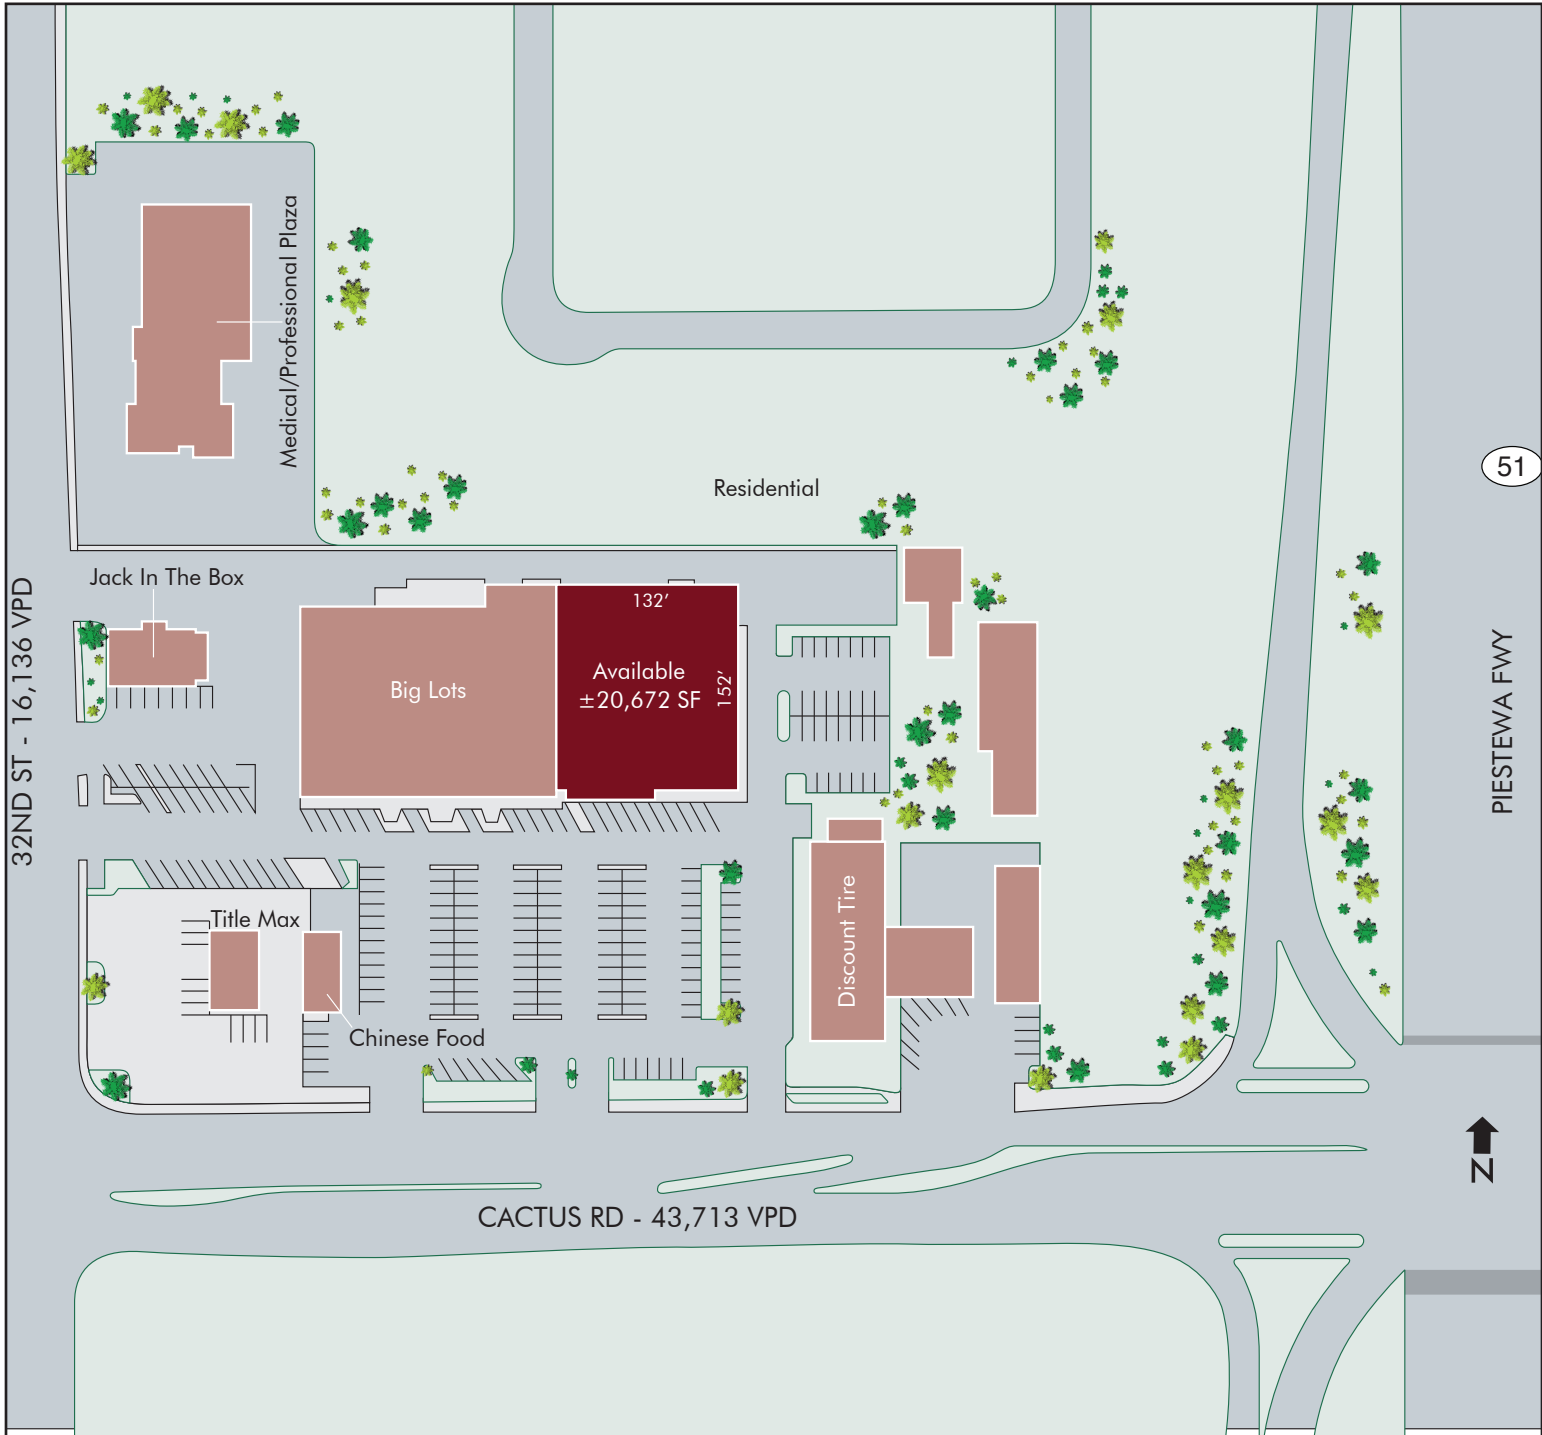 Medical/Professional Plaza
51
Residential
Jack In The Box
132’
Available
±20,672 SF
152’
Big Lots
32ND ST - 16,136 VPD
PIESTEWA FWY
Title Max
Discount Tire
Chinese Food
N
CACTUS RD - 43,713 VPD